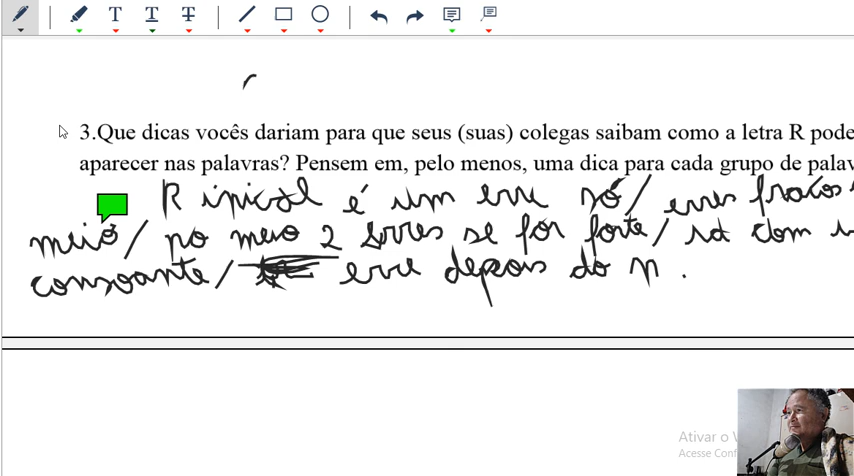 3.Que dicas vocês dariam para que seus (suas) colegas saibam como a letra R pode
aparecer nas palavras? Pensem em, pelo menos, uma dica para cada grupo de palav
R inicial é um erre só/ erres fracos
meio/ no meio 2 erres se for forte/ com
consoante/ erre depois do n.
Ativar o
Acesse Conf